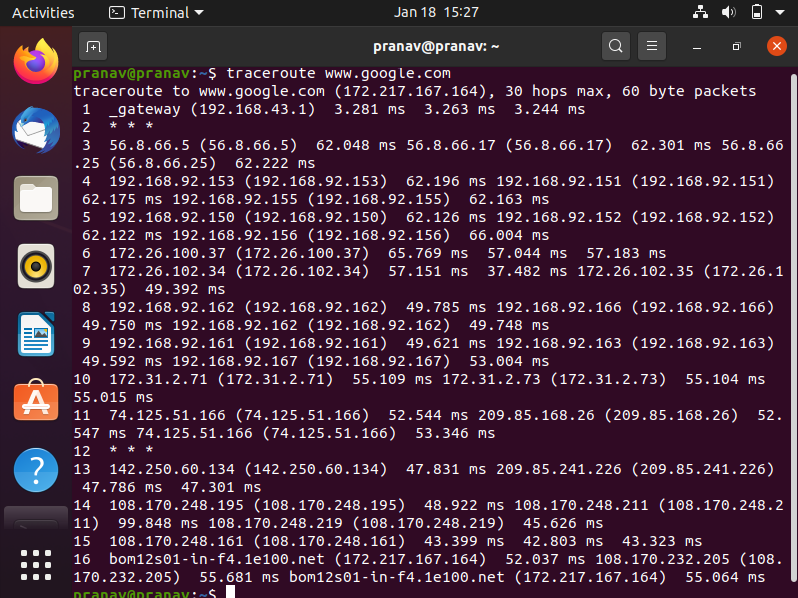 Activities
Terminal
Jan 18 15:27
pranav@pranav: ~
pranav@pranav:~$ traceroute www.google.com
traceroute to www.google.com (172.217.167.164), 30 hops max, 60 byte packets
 1  _gateway (192.168.43.1)  3.281 ms  3.263 ms  3.244 ms
 2  * * *
 3  56.8.66.5 (56.8.66.5)  62.048 ms 56.8.66.17 (56.8.66.17)  62.301 ms 56.8.66
.25 (56.8.66.25)  62.222 ms
 4  192.168.92.153 (192.168.92.153)  62.196 ms 192.168.92.151 (192.168.92.151)
 62.175 ms 192.168.92.155 (192.168.92.155)  62.163 ms
 5  192.168.92.150 (192.168.92.150)  62.126 ms 192.168.92.152 (192.168.92.152)
 62.122 ms 192.168.92.156 (192.168.92.156)  66.004 ms
 6  172.26.100.37 (172.26.100.37)  65.769 ms  57.044 ms  57.183 ms
 7  172.26.102.34 (172.26.102.34)  57.151 ms  37.482 ms 172.26.102.35 (172.26.1
02.35)  49.392 ms
 8  192.168.92.162 (192.168.92.162)  49.785 ms 192.168.92.166 (192.168.92.166)
 49.750 ms 192.168.92.162 (192.168.92.162)  49.748 ms
 9  192.168.92.161 (192.168.92.161)  49.621 ms 192.168.92.163 (192.168.92.163)
 49.592 ms 192.168.92.167 (192.168.92.167)  53.004 ms
10  172.31.2.71 (172.31.2.71)  55.109 ms 172.31.2.73 (172.31.2.73)  55.104 ms
55.015 ms
11  74.125.51.166 (74.125.51.166)  52.544 ms 209.85.168.26 (209.85.168.26)  52.
547 ms 74.125.51.166 (74.125.51.166)  53.346 ms
12  * * *
13  142.250.60.134 (142.250.60.134)  47.831 ms 209.85.241.226 (209.85.241.226)
 47.786 ms  47.301 ms
14  108.170.248.195 (108.170.248.195)  48.922 ms 108.170.248.211 (108.170.248.2
11)  99.848 ms 108.170.248.219 (108.170.248.219)  45.626 ms
15  108.170.248.161 (108.170.248.161)  43.399 ms  42.803 ms  43.323 ms
16  bom12s01-in-f4.1e100.net (172.217.167.164)  52.037 ms 108.170.232.205 (108.
170.232.205)  55.681 ms bom12s01-in-f4.1e100.net (172.217.167.164)  55.064 ms
pranav@pranav:~$